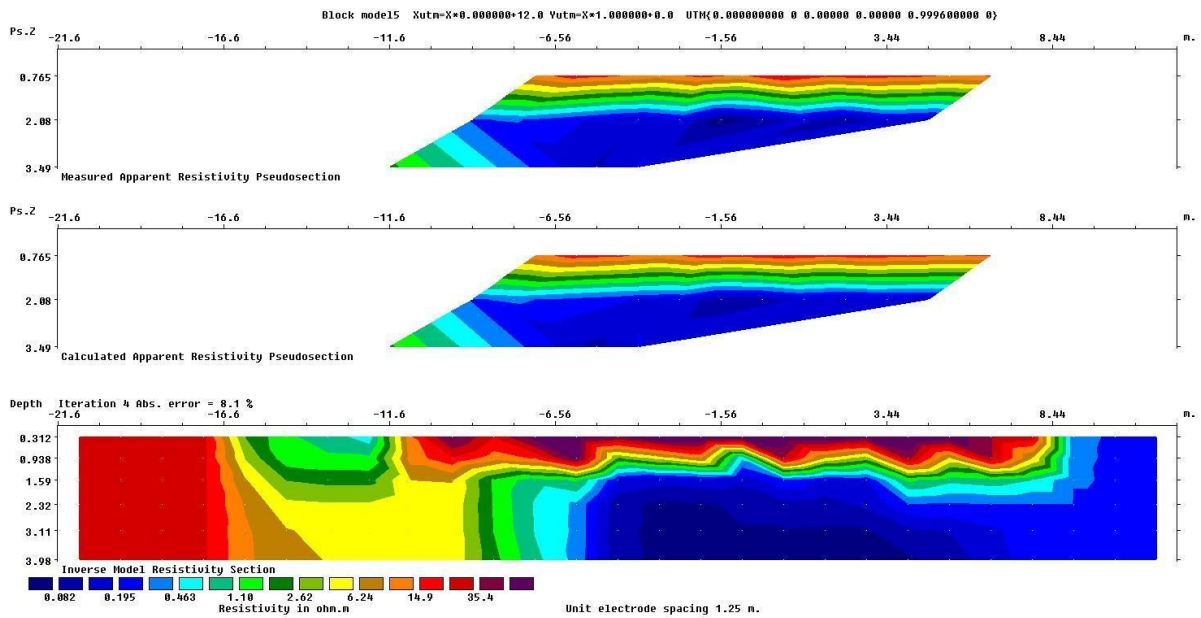 Block model5 Xutm=X*0.000000+12.0 Yutm=X*1.000000+0.0 UTM{0.000000000 0 0.00000 0.00000 0.999600000 0}
Ps.Z -21.6 -16.6 -11.6 -6.56 -1.56 3.44 8.44 m.
0.765
2.08
3.49
Measured Apparent Resistivity Pseudosection
Ps.Z -21.6 -16.6 -11.6 -6.56 -1.56 3.44 8.44 m.
0.765
2.08
3.49
Calculated Apparent Resistivity Pseudosection
Depth Iteration 4 Abs. error = 8.1 %
-21.6 -16.6 -11.6 -6.56 -1.56 3.44 8.44 m.
0.312
0.938
1.59
2.32
3.11
3.98
Inverse Model Resistivity Section
0.082 0.195 0.463 1.10 2.62 6.24 14.9 35.4
Resistivity in ohm.m Unit electrode spacing 1.25 m.